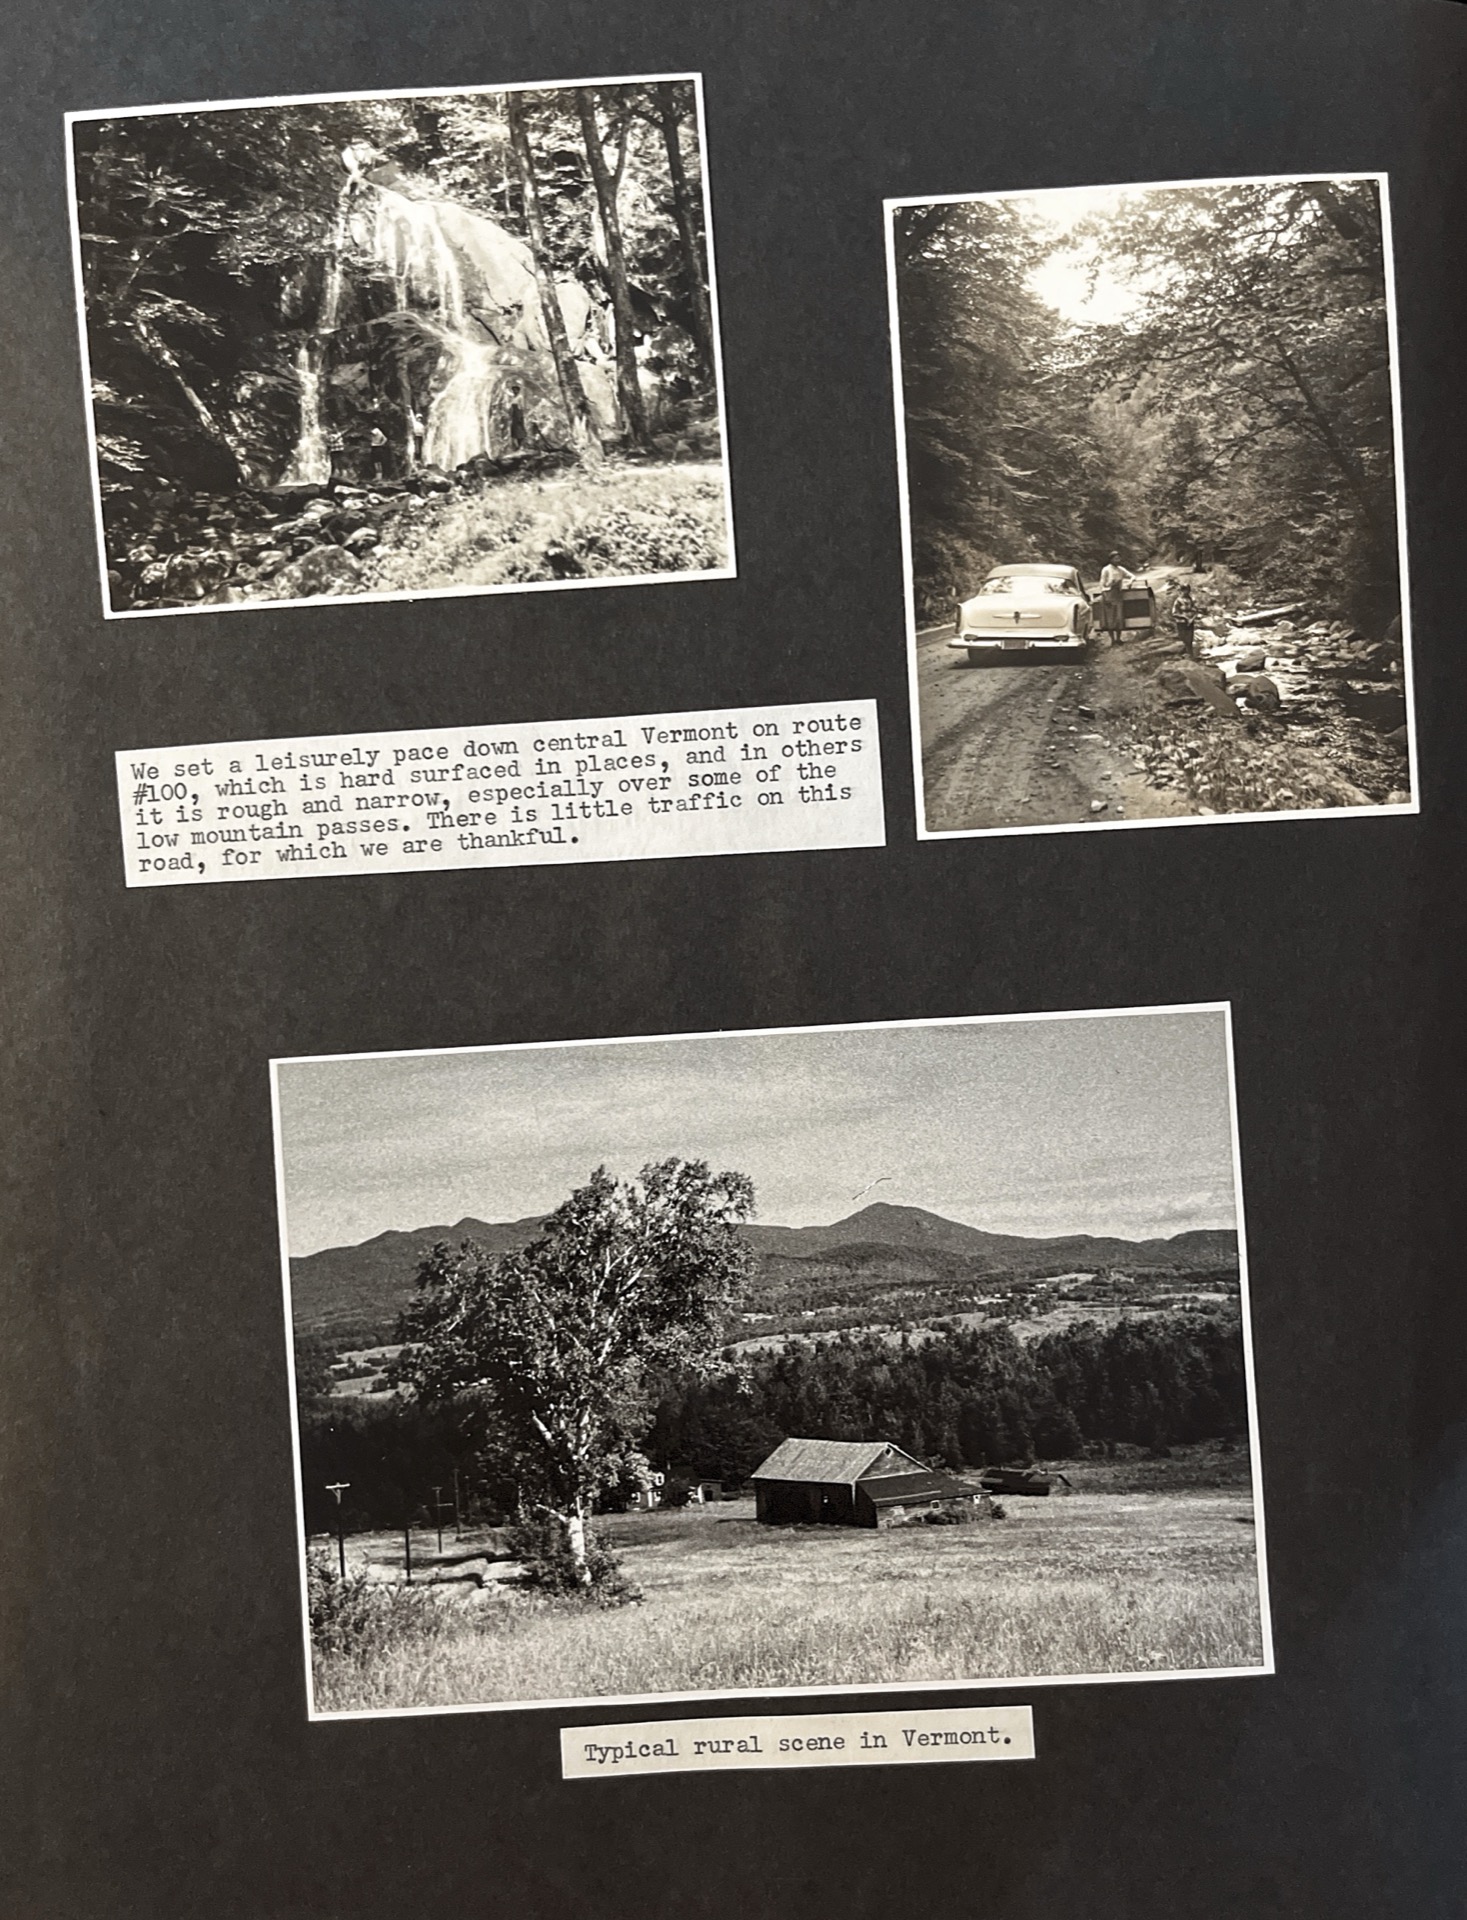 We set a leisurely pace down central Vermont on route
#100, which is hard surfaced in places, and in others
it is rough and narrow, especially over some of the
low mountain passes. There is little traffic on this
road, for which we are thankful.
Typical rural scene in Vermont.